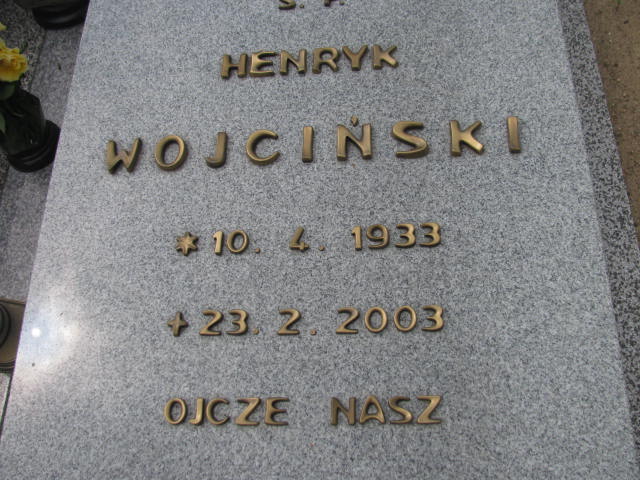 Ś. P.
HENRYK
WOJCIŃSKI
* 10. 4. 1933
+ 23. 2. 2003
OJCZE NASZ